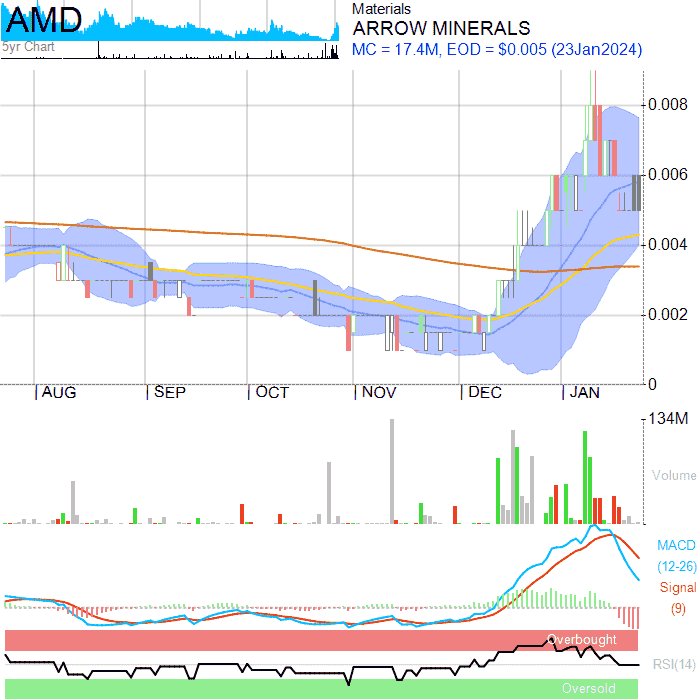 AMD
5yr Chart
Materials
ARROW MINERALS
MC = 17.4M, EOD = $0.005 (23Jan2024)
0.008
0.006
0.004
0.002
0
AUG SEP OCT NOV DEC JAN
134M
Volume
MACD
(12-26)
Signal
(9)
Overbought
RSI(14)
Oversold